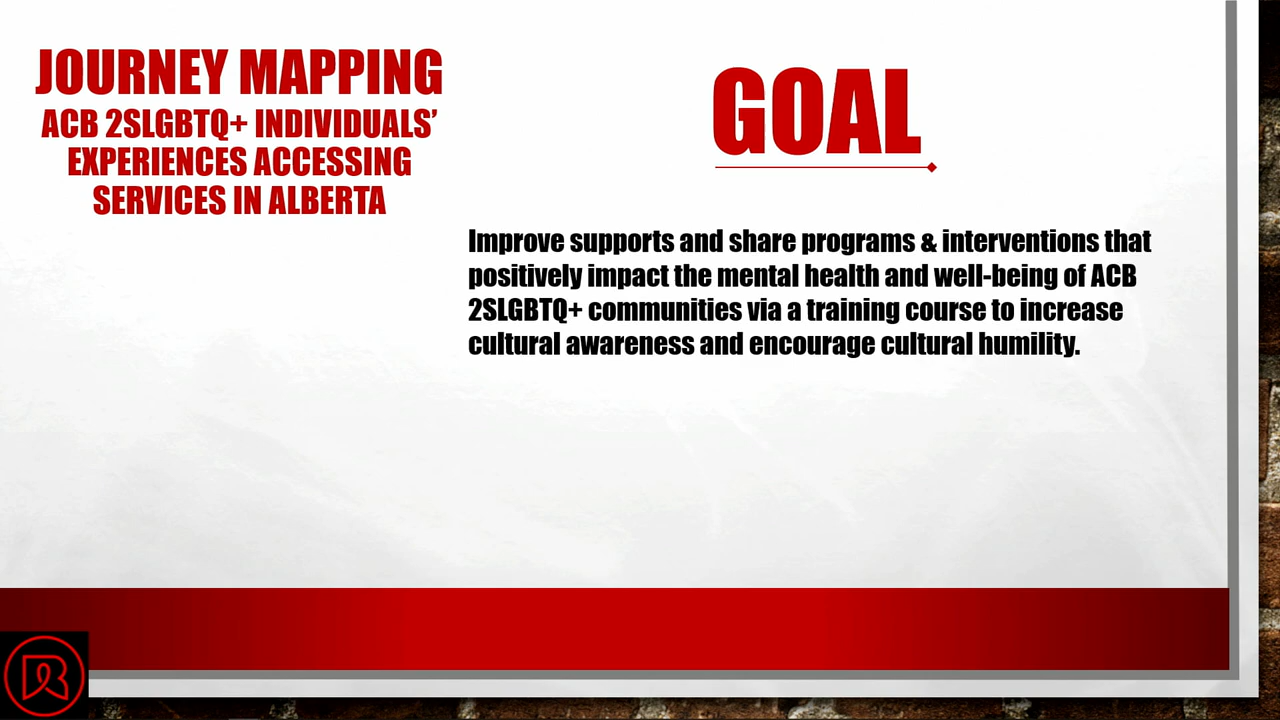 JOURNEY MAPPING
ACB 2SLGBTQ+ INDIVIDUALS'
EXPERIENCES ACCESSING
SERVICES IN ALBERTA
GOAL
Improve supports and share programs & interventions that
positively impact the mental health and well-being of ACB
2SLGBTQ+ communities via a training course to increase
cultural awareness and encourage cultural humility.